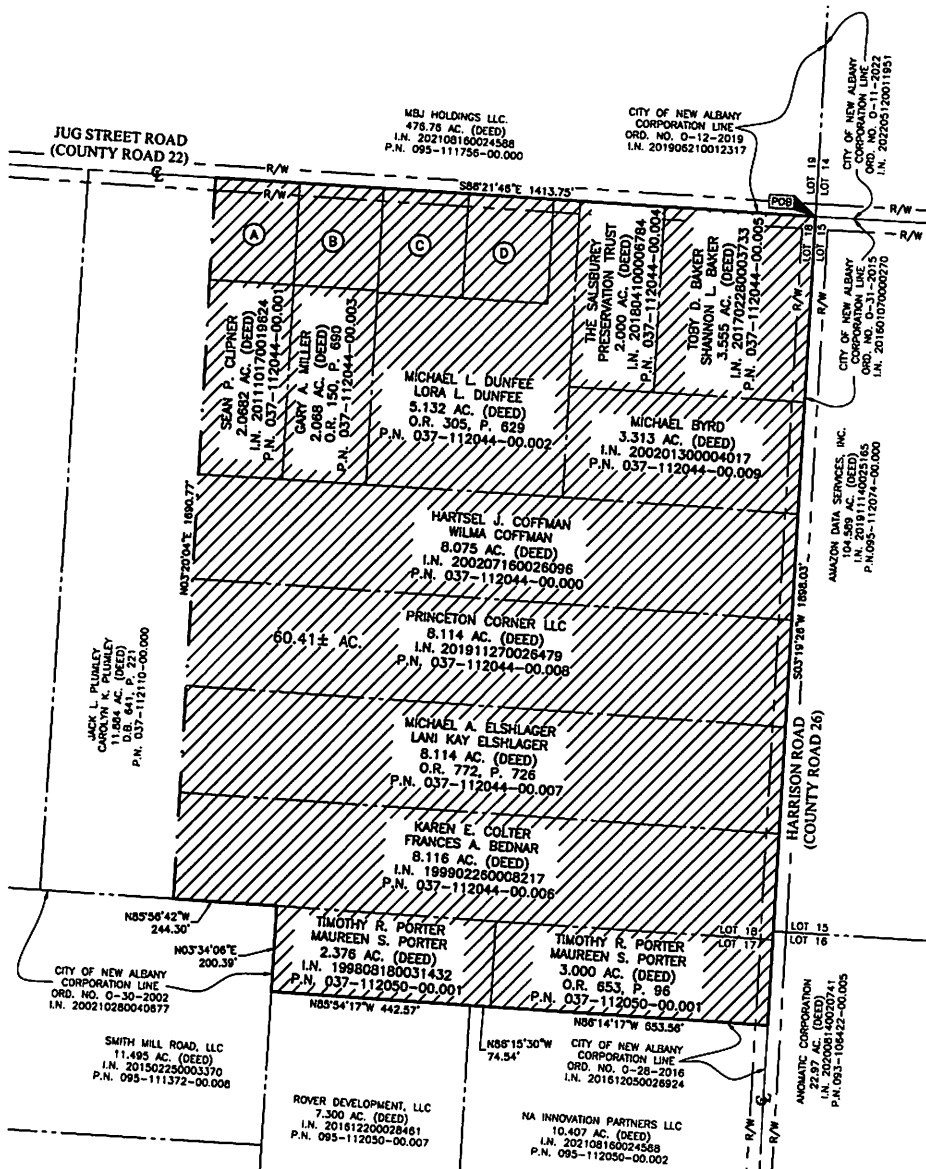 MBJ HOLDINGS LLC.
476.76 AC. (DEED)
I.N. 202108160024588
P.N. 095-111756-00.000
CITY OF NEW ALBANY
CORPORATION LINE
ORD. NO. O-12-2019
I.N. 201906210012317
CITY OF NEW ALBANY
CORPORATION LINE
ORD. NO. O-11-2022
I.N. 202205120011951
JUG STREET ROAD
(COUNTY ROAD 22)
R/W
R/W
S86°21'46"E 1413.75'
LOT 19
LOT 14
POB
R/W
LOT 18
LOT 15
R/W
R/W
A
B
C
D
THE SALSBUREY
PRESERVATION TRUST
2.000 AC. (DEED)
I.N. 201804100006784
P.N. 037-112044-00.004
TOBY D. BAKER
SHANNON L. BAKER
3.555 AC. (DEED)
I.N. 201702280003733
P.N. 037-112044-00.005
CITY OF NEW ALBANY
CORPORATION LINE
ORD. NO. O-31-2015
I.N. 201601070000270
SEAN P. CLIPNER
2.0682 AC. (DEED)
I.N. 201110170019624
P.N. 037-112044-00.001
GARY A. MILLER
2.068 AC. (DEED)
O.R. 150, P. 690
P.N. 037-112044-00.003
MICHAEL L. DUNFEE
LORA L. DUNFEE
5.132 AC. (DEED)
O.R. 305, P. 629
P.N. 037-112044-00.002
MICHAEL BYRD
3.313 AC. (DEED)
I.N. 200201300004017
P.N. 037-112044-00.009
AMAZON DATA SERVICES, INC.
104.589 AC. (DEED)
I.N. 201911140025165
P.N.095-112074-00.000
N03°20'04"E 1690.77'
HARTSEL J. COFFMAN
WILMA COFFMAN
8.075 AC. (DEED)
I.N. 200207160026096
P.N. 037-112044-00.000
S03°19'26"W 1898.03'
60.41± AC.
PRINCETON CORNER LLC
8.114 AC. (DEED)
I.N. 201911270026479
P.N. 037-112044-00.008
JACK L. PLUMLEY
CAROLYN K. PLUMLEY
11.664 AC. (DEED)
D.B. 641, P. 221
P.N. 037-112110-00.000
MICHAEL A. ELSHLAGER
LANI KAY ELSHLAGER
8.114 AC. (DEED)
O.R. 772, P. 726
P.N. 037-112044-00.007
HARRISON ROAD
(COUNTY ROAD 26)
KAREN E. COLTER
FRANCES A. BEDNAR
8.116 AC. (DEED)
I.N. 199902260008217
P.N. 037-112044-00.006
N85°56'42"W
244.30'
N03°34'06"E
200.39'
TIMOTHY R. PORTER
MAUREEN S. PORTER
2.376 AC. (DEED)
I.N. 199808180031432
P.N. 037-112050-00.001
TIMOTHY R. PORTER
MAUREEN S. PORTER
3.000 AC. (DEED)
O.R. 653, P. 96
P.N. 037-112050-00.001
LOT 18
LOT 17
LOT 15
LOT 16
CITY OF NEW ALBANY
CORPORATION LINE
ORD. NO. O-30-2002
I.N. 200210280040677
N85°54'17"W 442.57'
N86°14'17"W 653.56'
N86°15'30"W
74.54'
CITY OF NEW ALBANY
CORPORATION LINE
ORD. NO. O-28-2016
I.N. 201612050026924
ANOMATIC CORPORATION
22.97 AC. (DEED)
I.N. 202008140020741
P.N.093-106422-00.005
SMITH MILL ROAD, LLC
11.495 AC. (DEED)
I.N. 201502250003370
P.N. 095-111372-00.008
ROVER DEVELOPMENT, LLC
7.300 AC. (DEED)
I.N. 201612200028461
P.N. 095-112050-00.007
NA INNOVATION PARTNERS LLC
10.407 AC. (DEED)
I.N. 202108160024588
P.N. 095-112050-00.002
R/W
R/W